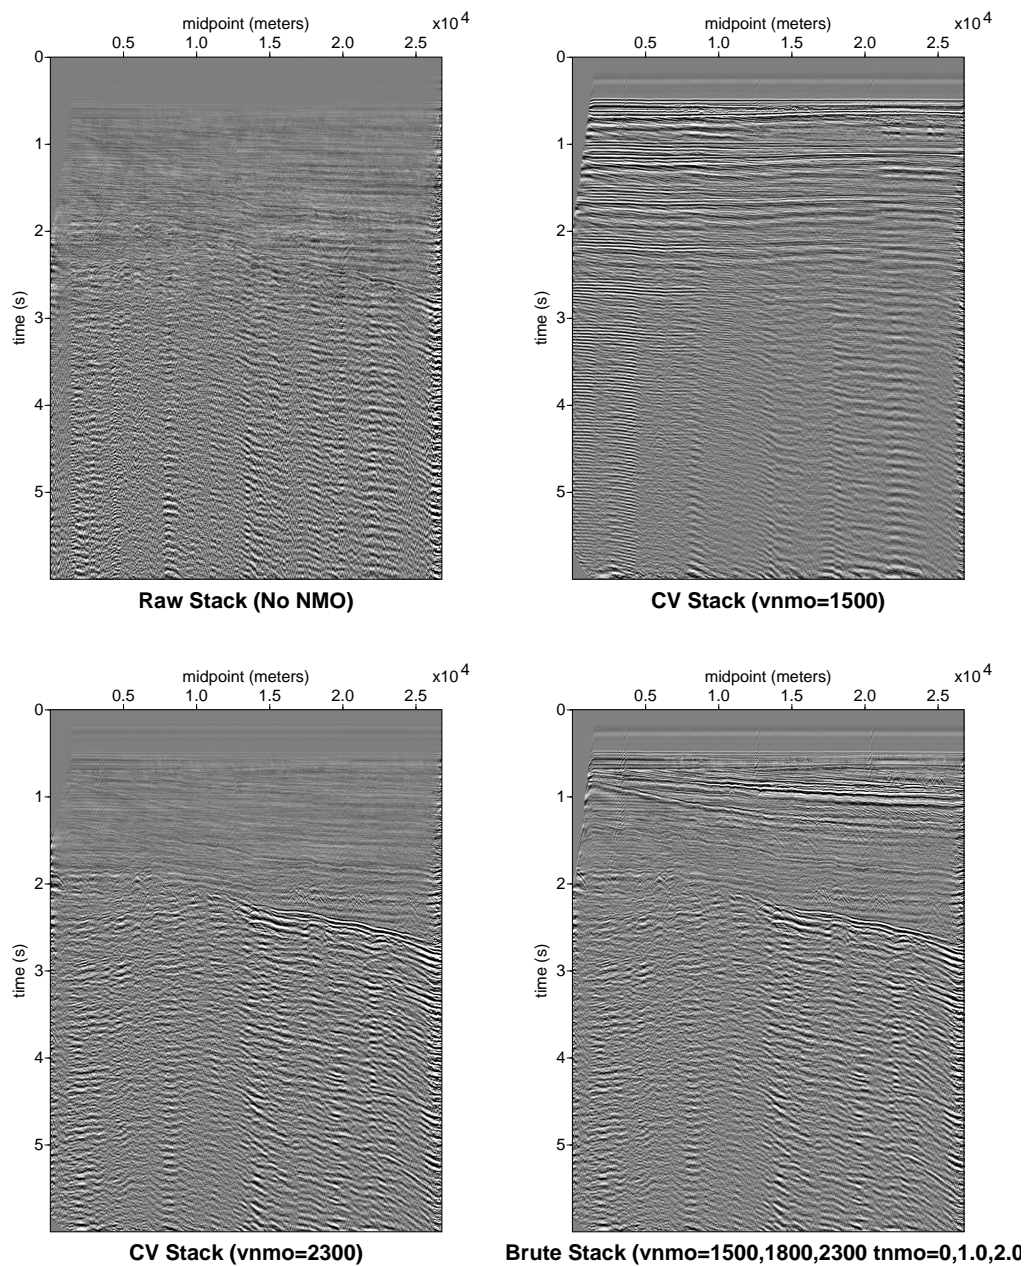 midpoint (meters)
x10 4
0.5 1.0 1.5 2.0 2.5
0
1
2
3
4
5
time (s)
Raw Stack (No NMO)
midpoint (meters)
x10 4
0.5 1.0 1.5 2.0 2.5
0
1
2
3
4
5
time (s)
CV Stack (vnmo=1500)
midpoint (meters)
x10 4
0.5 1.0 1.5 2.0 2.5
0
1
2
3
4
5
time (s)
CV Stack (vnmo=2300)
midpoint (meters)
x10 4
0.5 1.0 1.5 2.0 2.5
0
1
2
3
4
5
time (s)
Brute Stack (vnmo=1500,1800,2300 tnmo=0,1.0,2.0